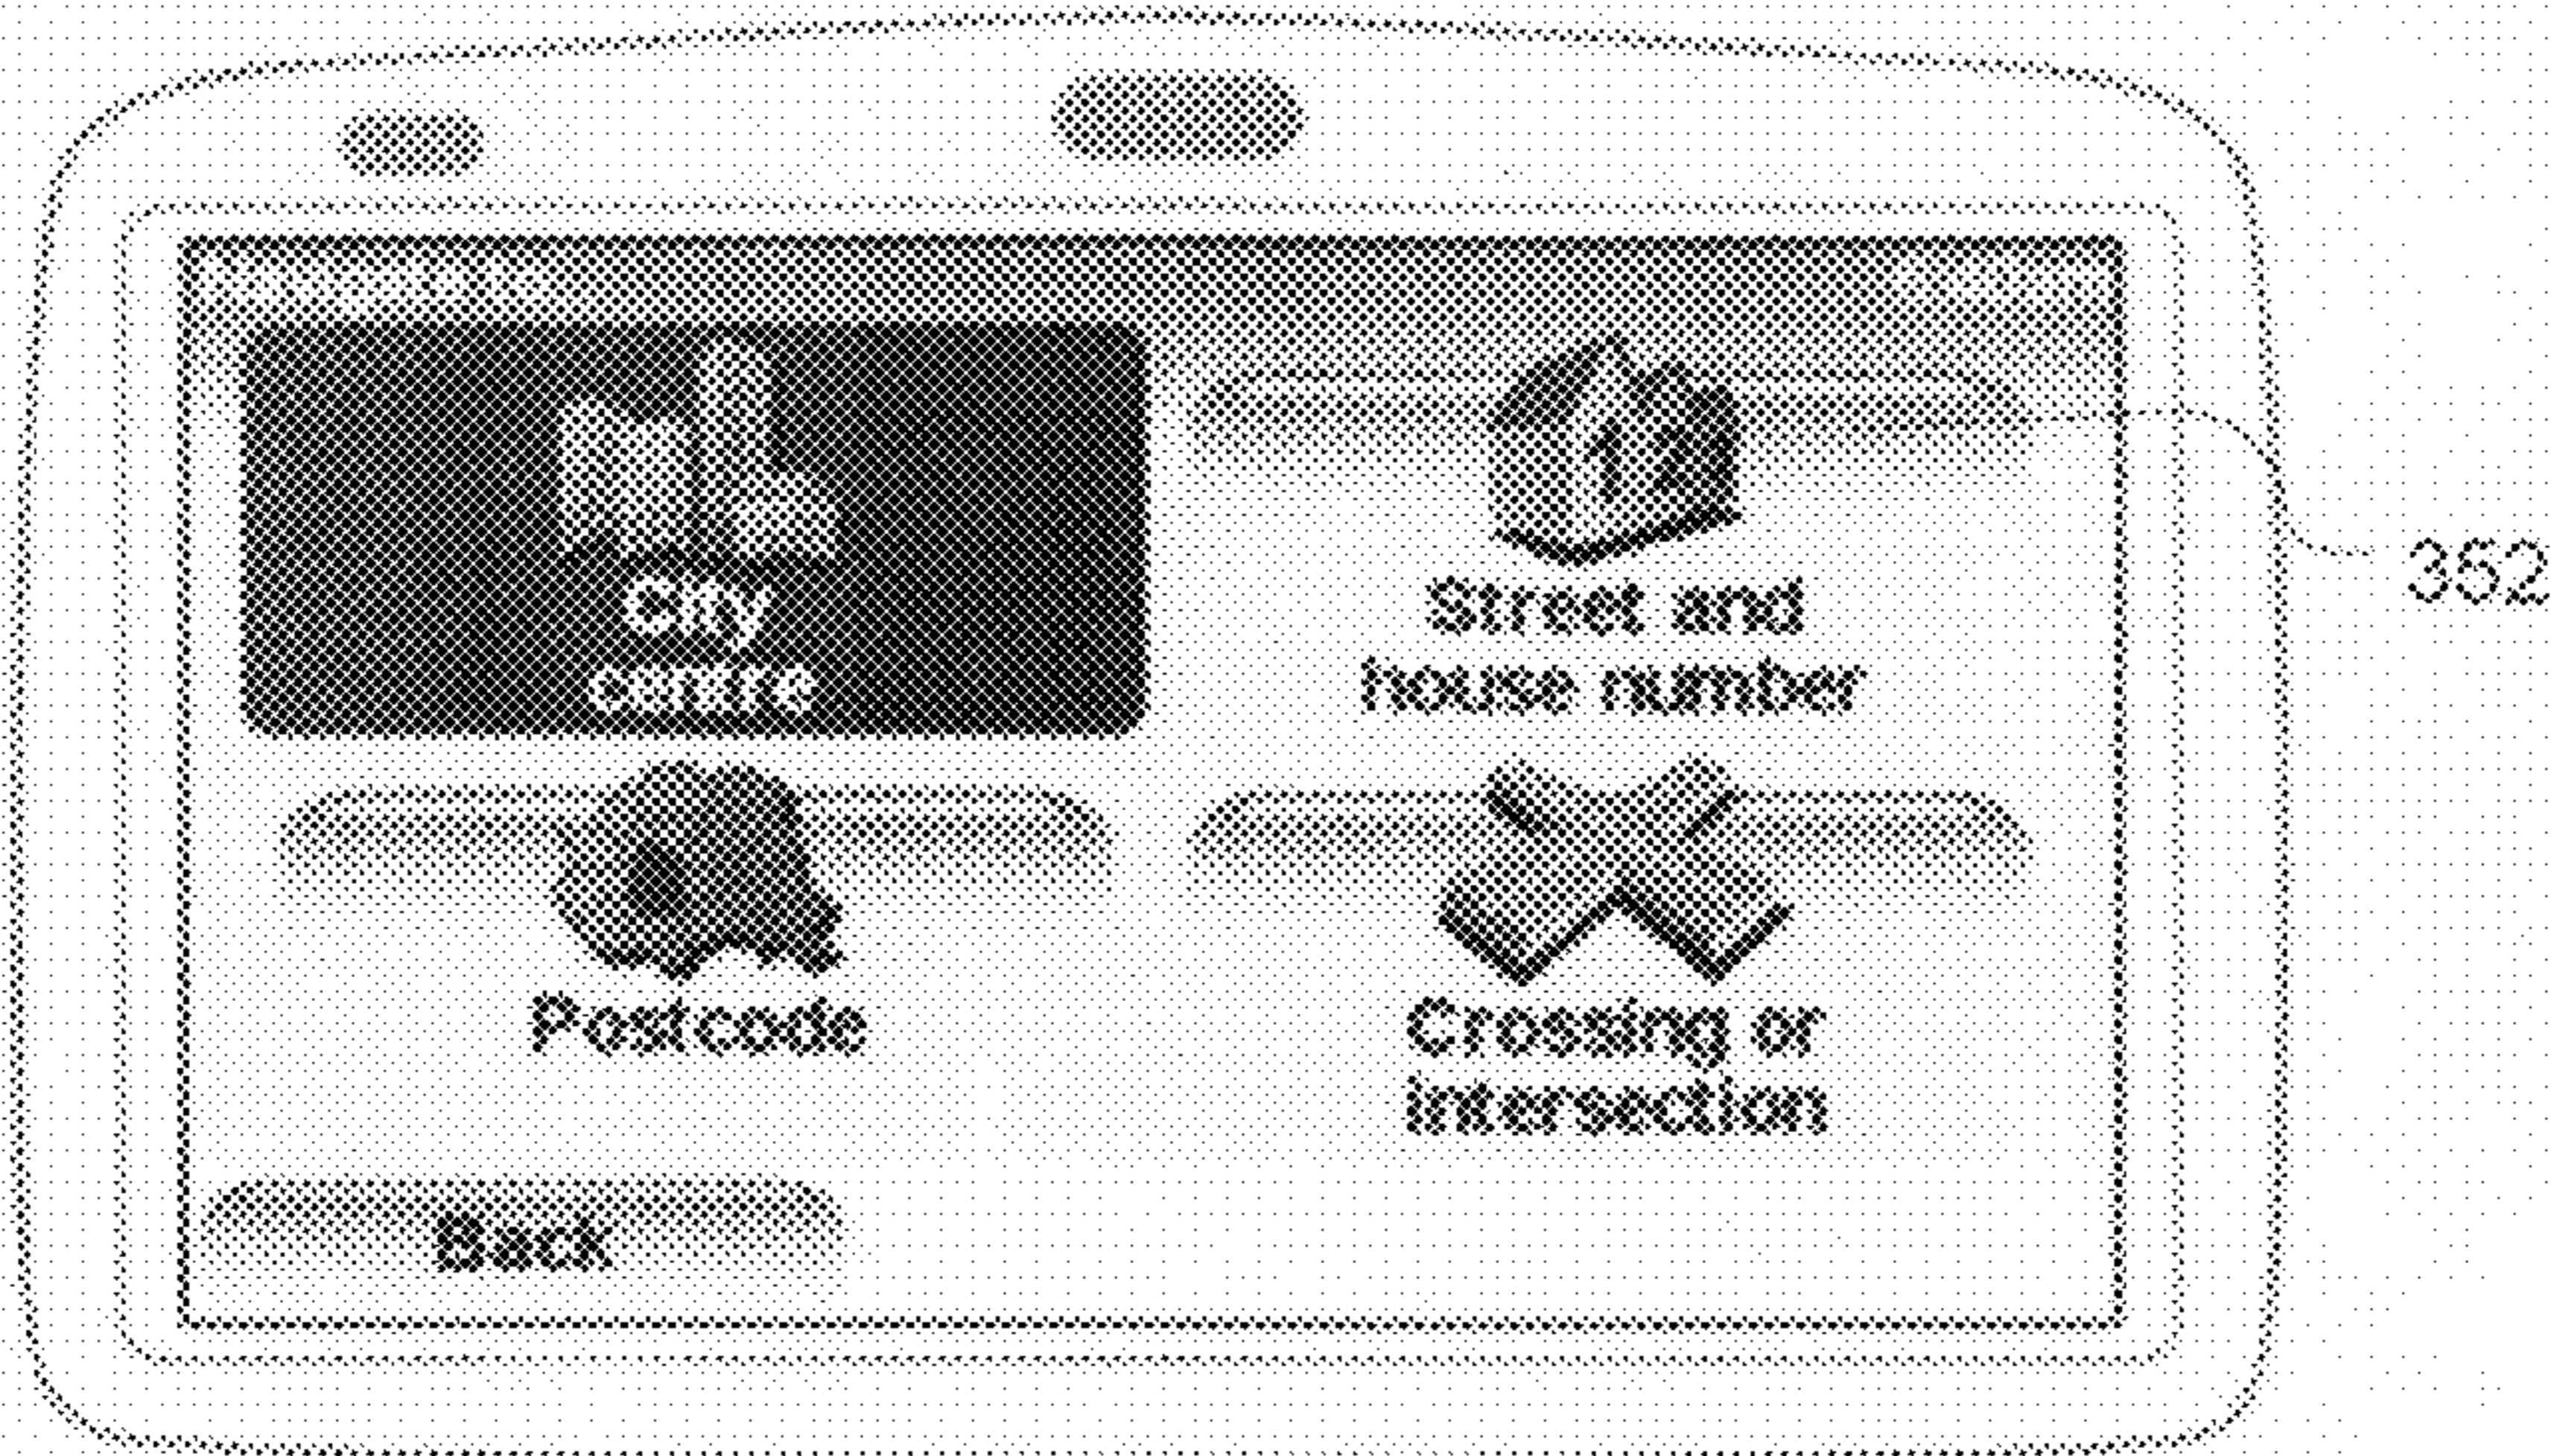 City
centre
Street and
house number
352
Postcode
Crossing or
intersection
Back